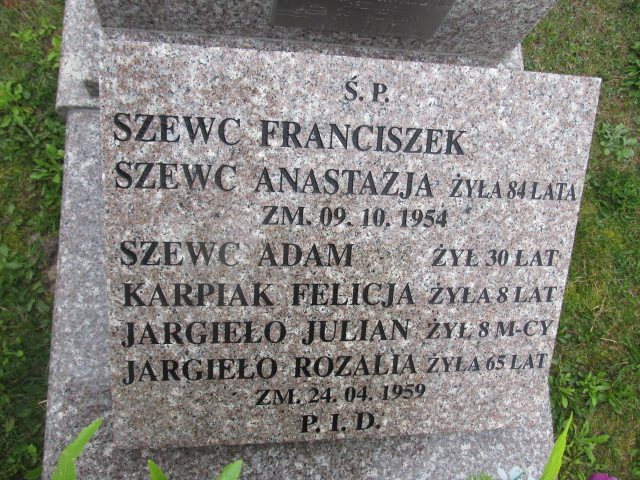 Ś. P.
SZEWC FRANCISZEK
SZEWC ANASTAZJA ŻYŁA 84 LATA
ZM. 09. 10. 1954
SZEWC ADAM ŻYŁ 30 LAT
KARPIAK FELICJA ŻYŁA 8 LAT
JARGIEŁO JULIAN ŻYŁ 8 M-CY
JARGIEŁO ROZALIA ŻYŁA 65 LAT
ZM. 24. 04. 1959
P. I. D.